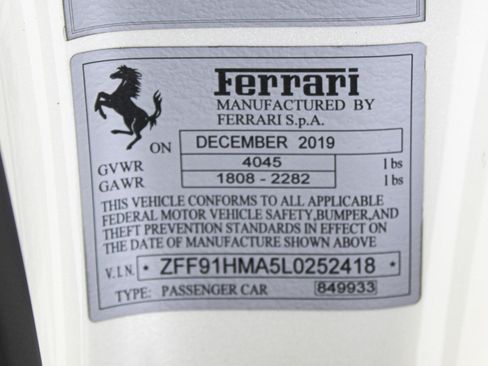 Ferrari
MANUFACTURED BY
FERRARI S.p.A.
ON DECEMBER 2019
GVWR 4045 lbs
GAWR 1808 - 2282 lbs
THIS VEHICLE CONFORMS TO ALL APPLICABLE
FEDERAL MOTOR VEHICLE SAFETY,BUMPER,AND
THEFT PREVENTION STANDARDS IN EFFECT ON
THE DATE OF MANUFACTURE SHOWN ABOVE
V.I.N. * ZFF91HMA5L0252418 *
TYPE: PASSENGER CAR 849933